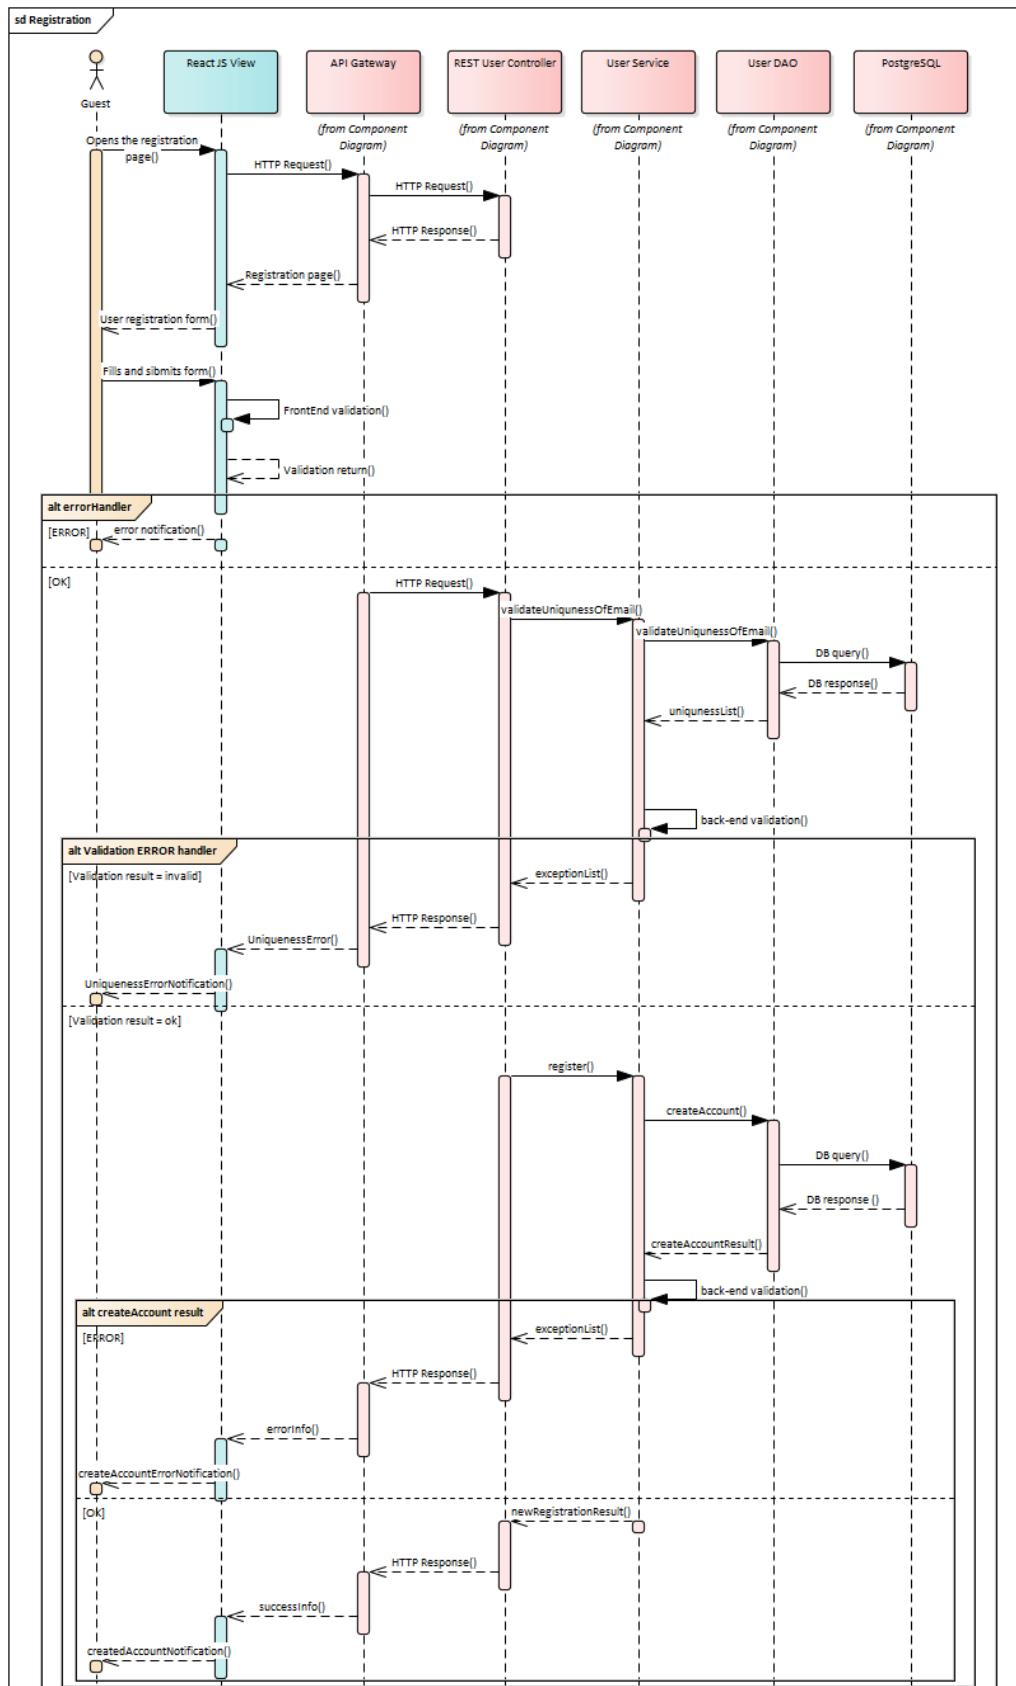 sd Registration
Guest
React JS View
API Gateway
REST User Controller
User Service
User DAO
PostgreSQL
(from Component
Diagram)
(from Component
Diagram)
(from Component
Diagram)
(from Component
Diagram)
(from Component
Diagram)
Opens the registration
page()
HTTP Request()
HTTP Request()
HTTP Response()
Registration page()
User registration form()
Fills and sibmits form()
FrontEnd validation()
Validation return()
alt errorHandler
[ERROR]
error notification()
[OK]
HTTP Request()
validateUniqunessOfEmail()
validateUniqunessOfEmail()
DB query()
DB response()
uniqunessList()
back-end validation()
alt Validation ERROR handler
[Validation result = invalid]
exceptionList()
HTTP Response()
UniquenessError()
UniquenessErrorNotification()
[Validation result = ok]
register()
createAccount()
DB query()
DB response ()
createAccountResult()
back-end validation()
alt createAccount result
[ERROR]
exceptionList()
HTTP Response()
errorInfo()
createAccountErrorNotification()
[OK]
newRegistrationResult()
HTTP Response()
successInfo()
createdAccountNotification()